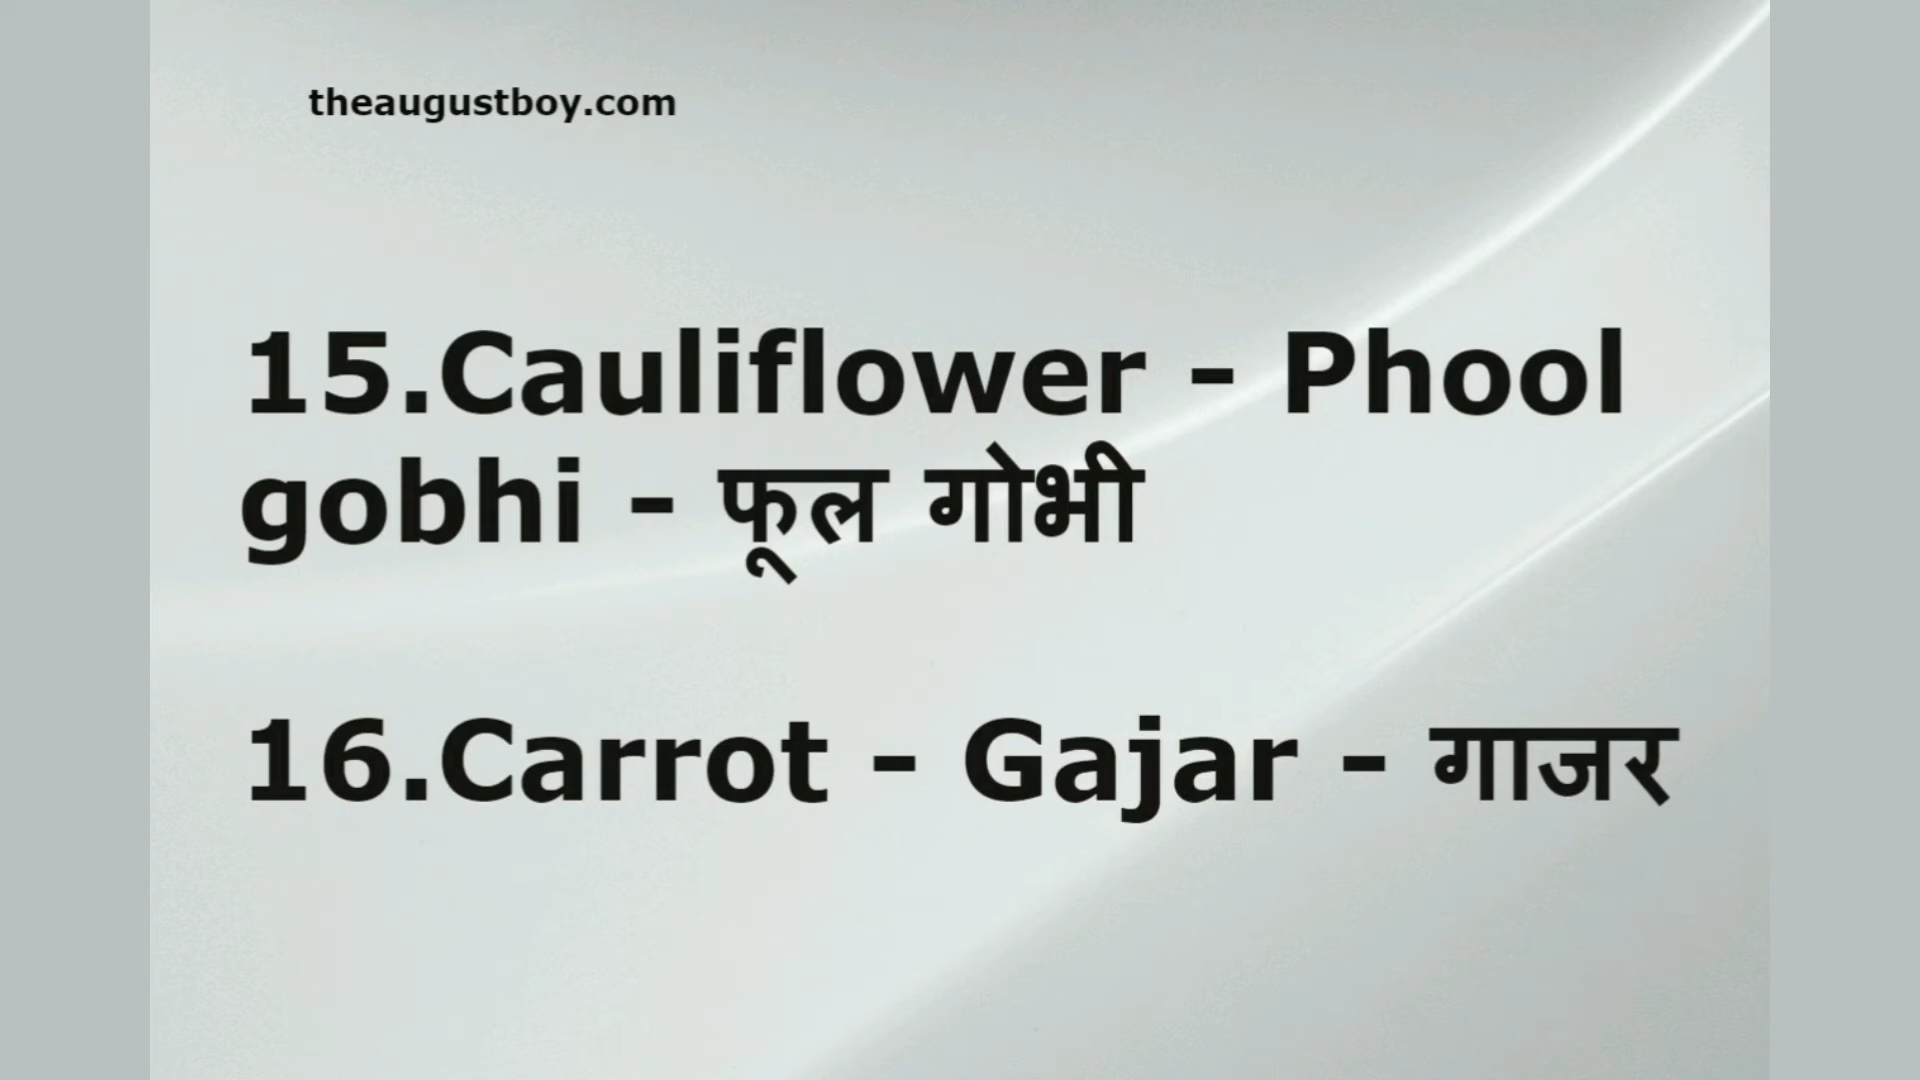 theaugustboy.com
15.Cauliflower - Phool
gobhi - फूल गोभी
16.Carrot - Gajar - गाजर